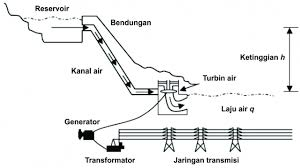 Reservoir
Bendungan
Ketinggian h
Kanal air
Turbin air
Laju air q
Generator
Transformator
Jaringan transmisi